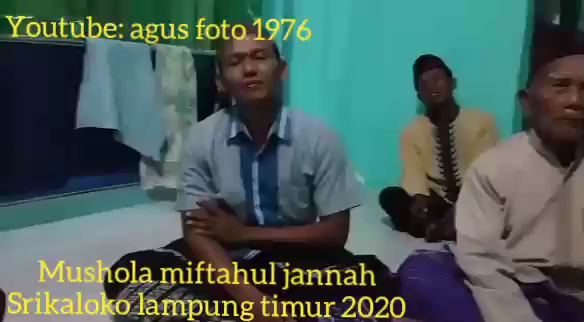 Youtube: agus foto 1976
Mushola miftahul jannah
Srikaloko lampung timur 2020